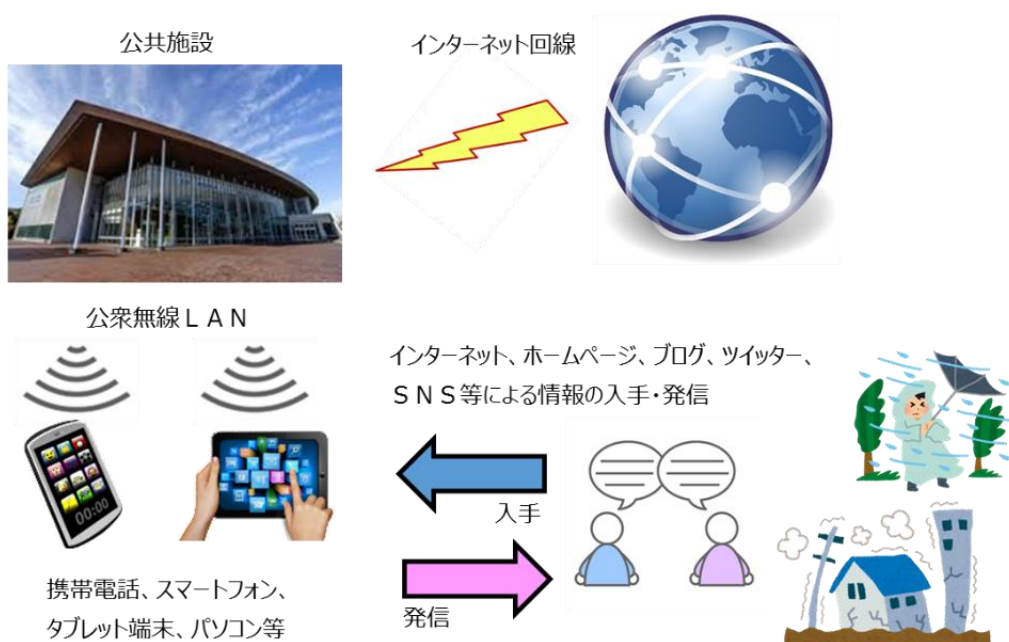 公共施設
インターネット回線
公衆無線ＬＡＮ
インターネット、ホームページ、ブログ、ツイッター、
ＳＮＳ等による情報の入手・発信
入手
発信
00:00
携帯電話、スマートフォン、
タブレット端末、パソコン等